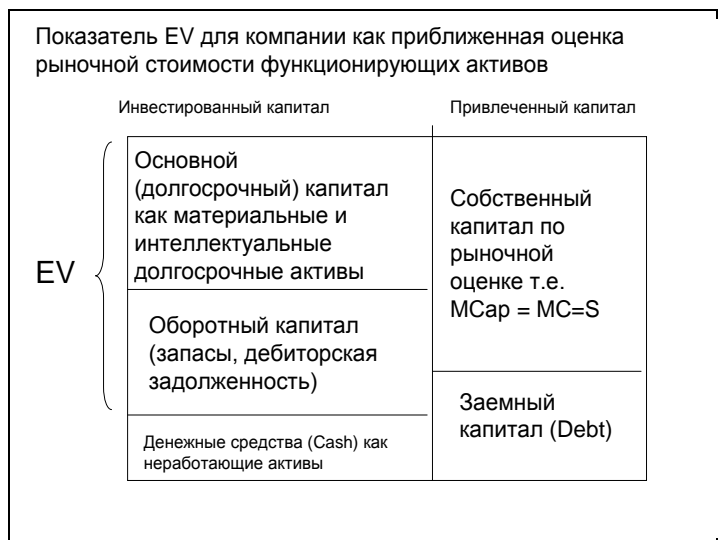 Показатель EV для компании как приближенная оценка
рыночной стоимости функционирующих активов
Инвестированный капитал
Привлеченный капитал
EV
Основной
(долгосрочный) капитал
как материальные и
интеллектуальные
долгосрочные активы
Оборотный капитал
(запасы, дебиторская
задолженность)
Денежные средства (Cash) как
неработающие активы
Собственный
капитал по
рыночной
оценке т.е.
MCap = MC=S
Заемный
капитал (Debt)